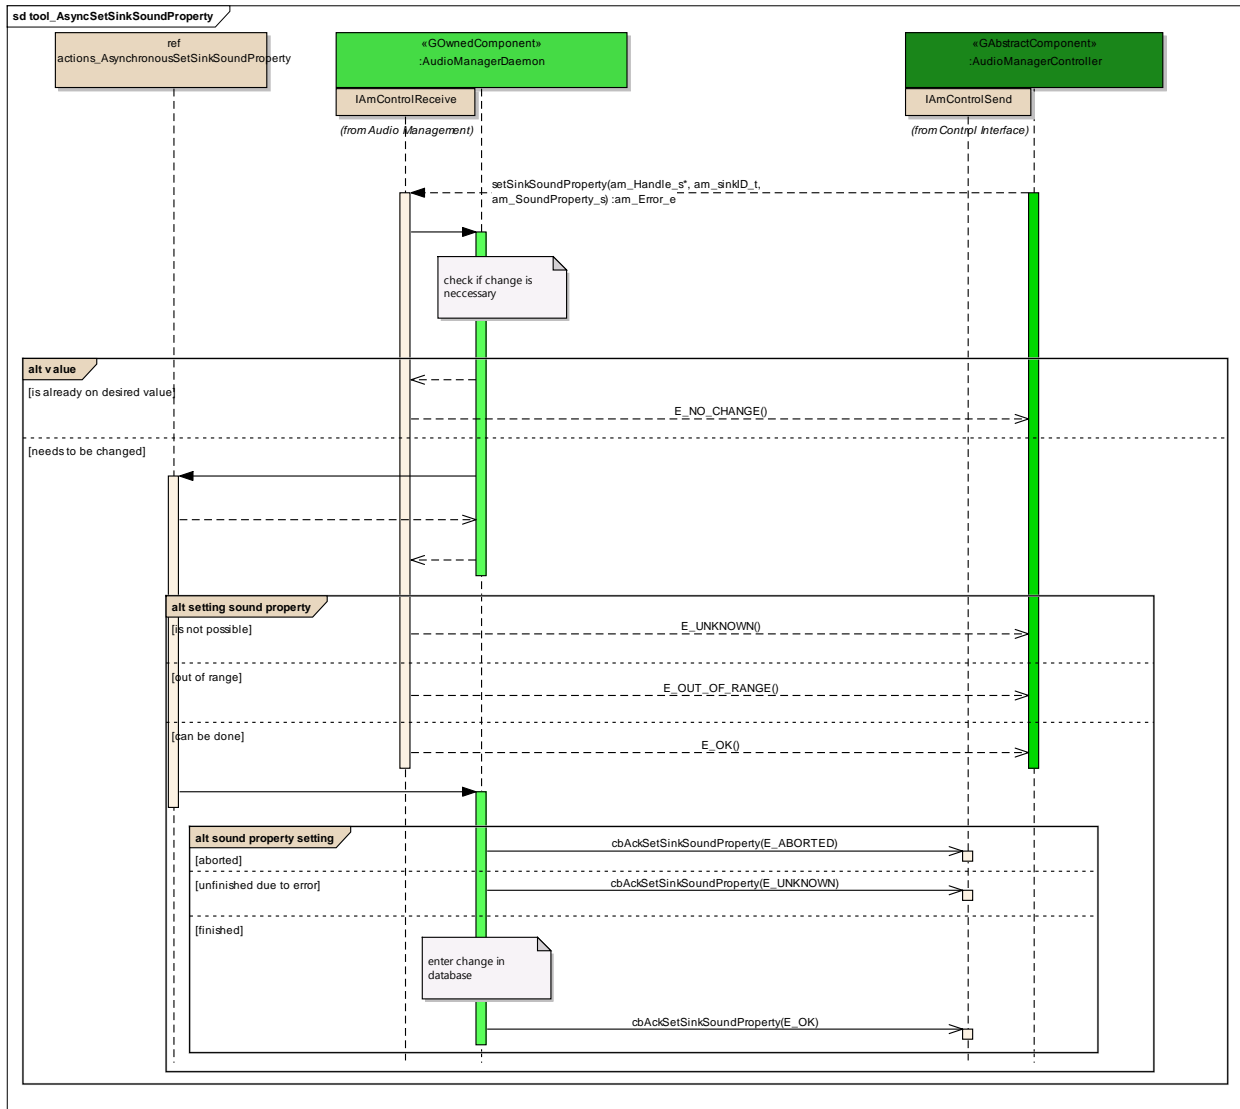 sd tool_AsyncSetSinkSoundProperty
ref
actions_AsynchronousSetSinkSoundProperty
«GOwnedComponent»
:AudioManagerDaemon
«GAbstractComponent»
:AudioManagerController
IAmControlReceive
IAmControlSend
(from Audio Management)
(from Control Interface)
setSinkSoundProperty(am_Handle_s*, am_sinkID_t,
am_SoundProperty_s) :am_Error_e
check if change is
neccessary
alt value
[is already on desired value]
E_NO_CHANGE()
[needs to be changed]
alt setting sound property
[is not possible]
E_UNKNOWN()
[out of range]
E_OUT_OF_RANGE()
[can be done]
E_OK()
alt sound property setting
cbAckSetSinkSoundProperty(E_ABORTED)
[aborted]
[unfinished due to error]
cbAckSetSinkSoundProperty(E_UNKNOWN)
[finished]
enter change in
database
cbAckSetSinkSoundProperty(E_OK)